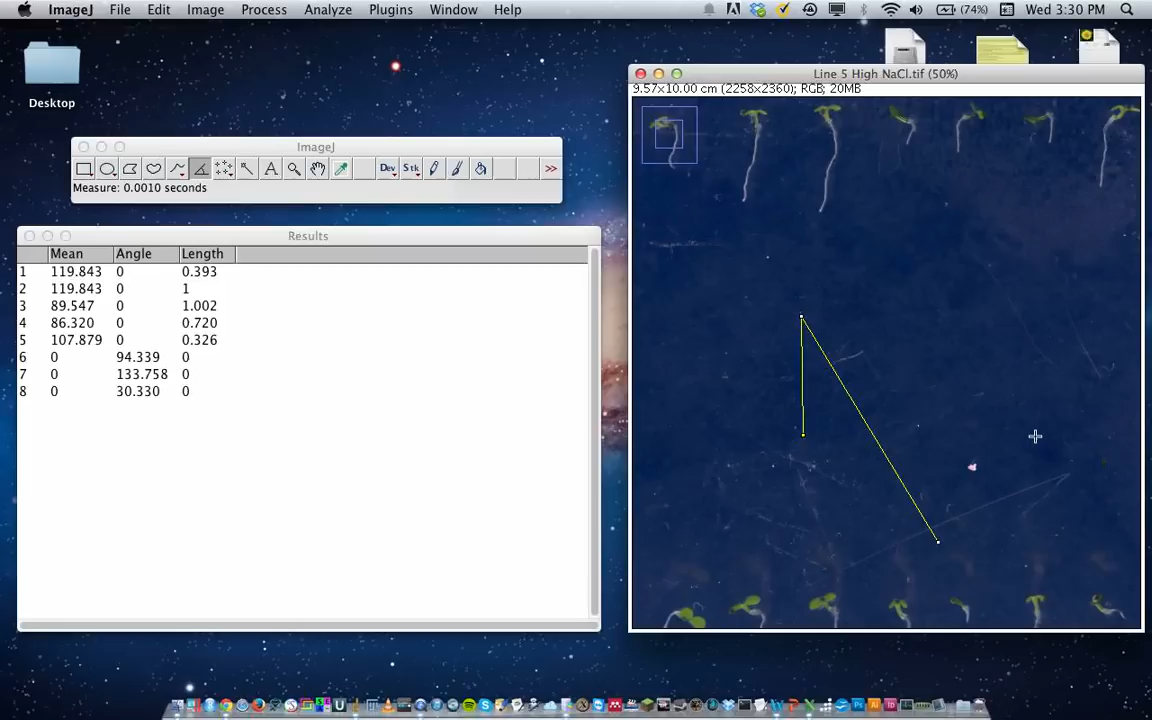 ImageJ File Edit Image Process Analyze Plugins Window Help (74%) Wed 3:30 PM
Desktop
Line 5 High NaCl.tif (50%)
9.57x10.00 cm (2258x2360); RGB; 20MB
ImageJ
A Dev Stk >>
Measure: 0.0010 seconds
Results
Mean Angle Length
1 119.843 0 0.393
2 119.843 0 1
3 89.547 0 1.002
4 86.320 0 0.720
5 107.879 0 0.326
6 0 94.339 0
7 0 133.758 0
8 0 30.330 0